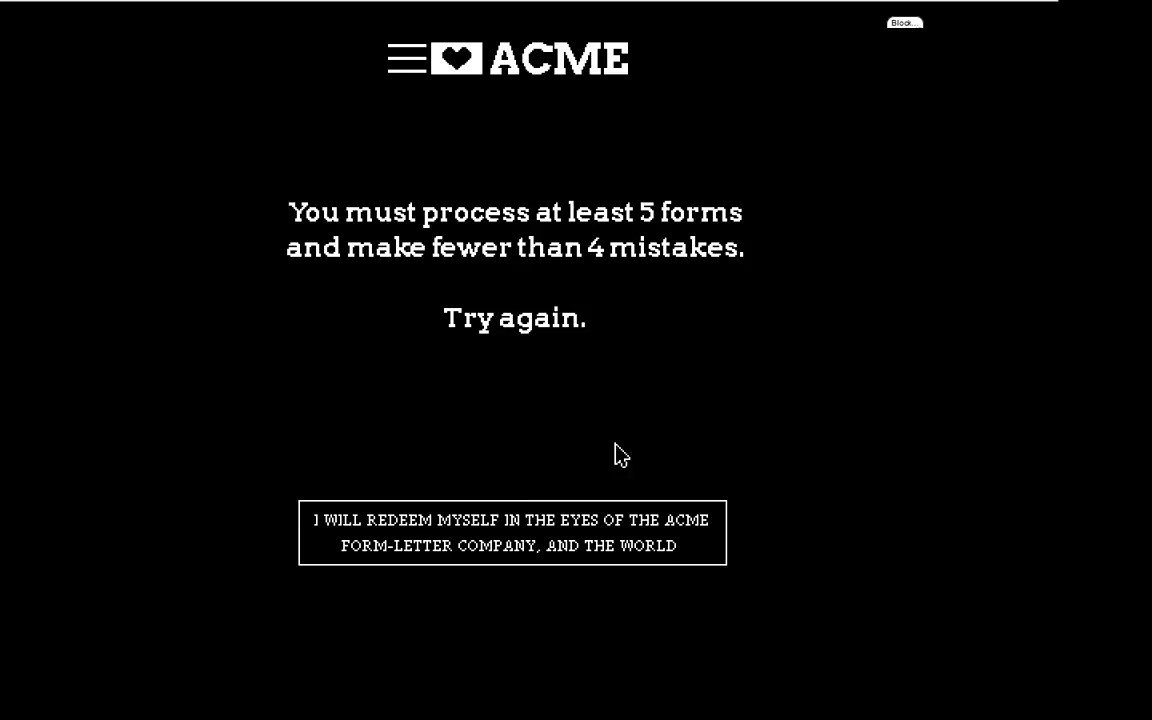 Block...
ACME
You must process at least 5 forms
and make fewer than 4 mistakes.
Try again.
I WILL REDEEM MYSELF IN THE EYES OF THE ACME
FORM-LETTER COMPANY, AND THE WORLD